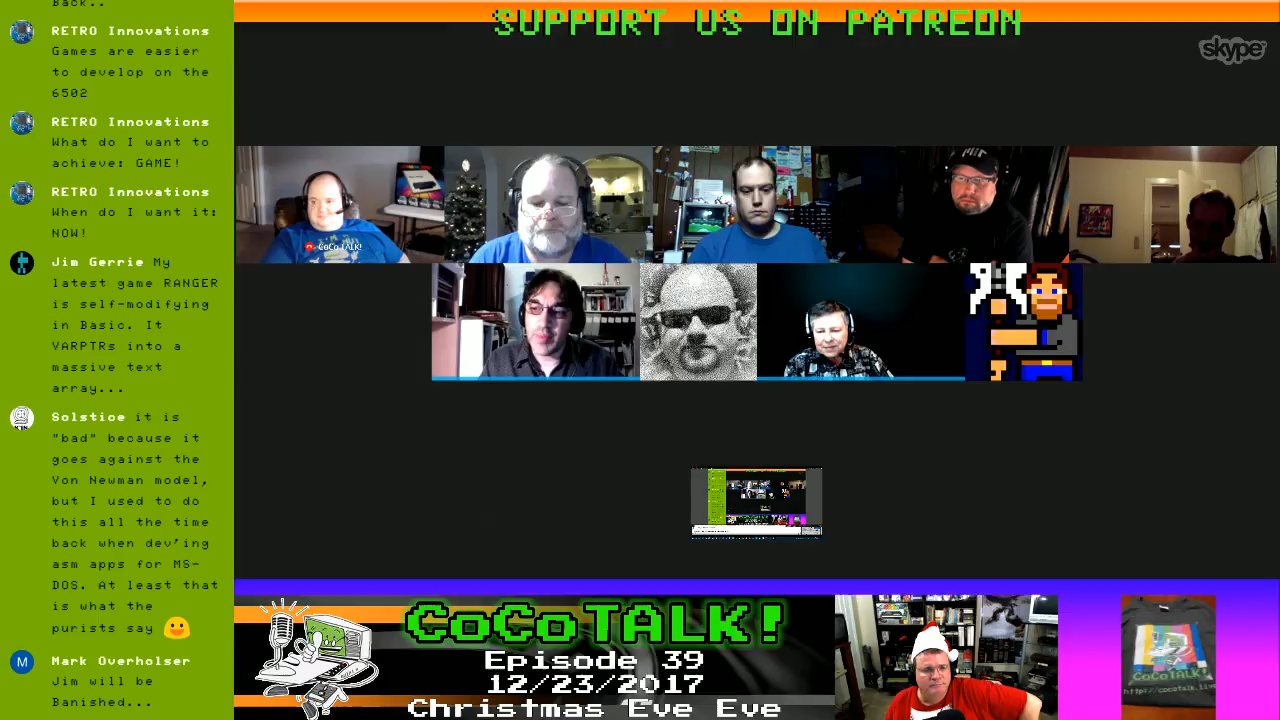 Back..
RETRO Innovations
Games are easier
to develop on the
6502
RETRO Innovations
What do I want to
achieve: GAME!
RETRO Innovations
When do I want it:
NOW!
Jim Gerrie My
latest game RANGER
is self-modifying
in Basic. It
VARPTRs into a
massive text
array...
Solstice it is
"bad" because it
goes against the
Von Newman model,
but I used to do
this all the time
back when dev'ing
asm apps for MS-
DOS. At least that
is what the
purists say
M
Mark Overholser
Jim will be
Banished...
SUPPORT US ON PATREON
skype
CoCoTALK!
CoCoTALK!
Episode 39
12/23/2017
Christmas Eve Eve
CoCoTALK!
http://cocotalk.live